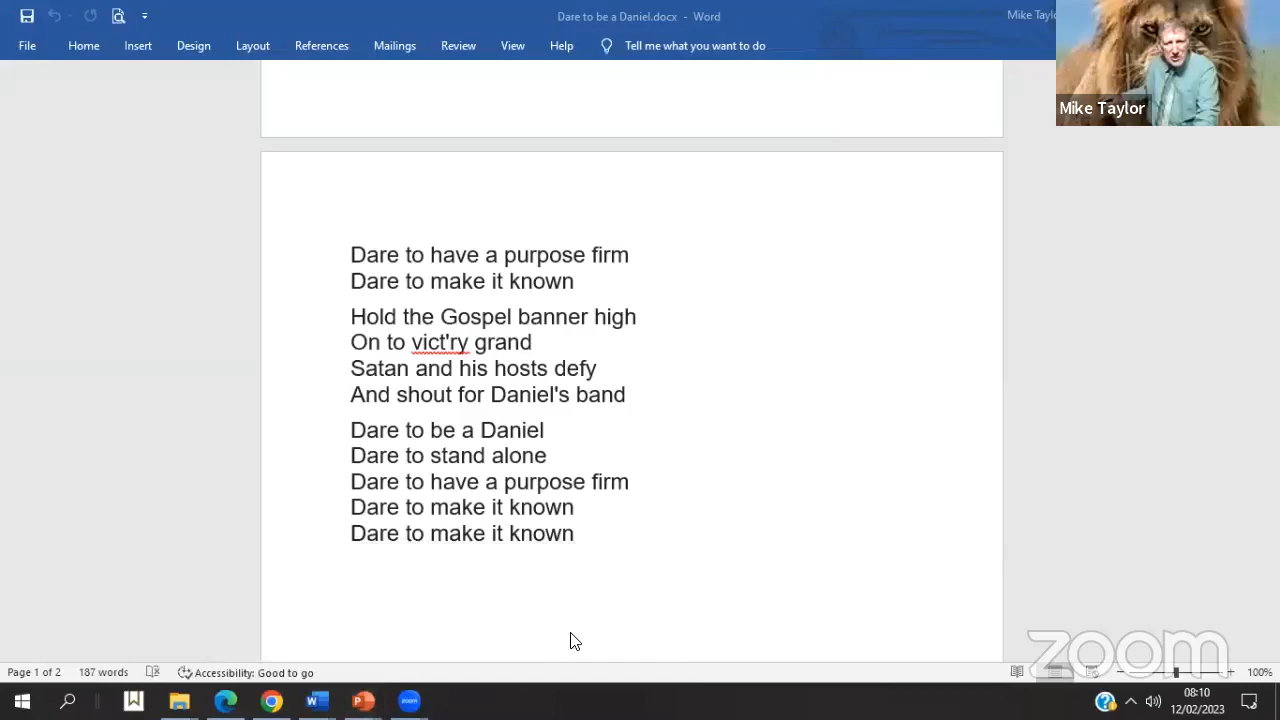 Dare to be a Daniel.docx - Word
Mike Taylo
File Home Insert Design Layout References Mailings Review View Help Tell me what you want to do
Mike Taylor
Dare to have a purpose firm
Dare to make it known
Hold the Gospel banner high
On to vict'ry grand
Satan and his hosts defy
And shout for Daniel's band
Dare to be a Daniel
Dare to stand alone
Dare to have a purpose firm
Dare to make it known
Dare to make it known
zoom
Page 1 of 2 187 words Accessibility: Good to go 100%
zoom
08:10
12/02/2023